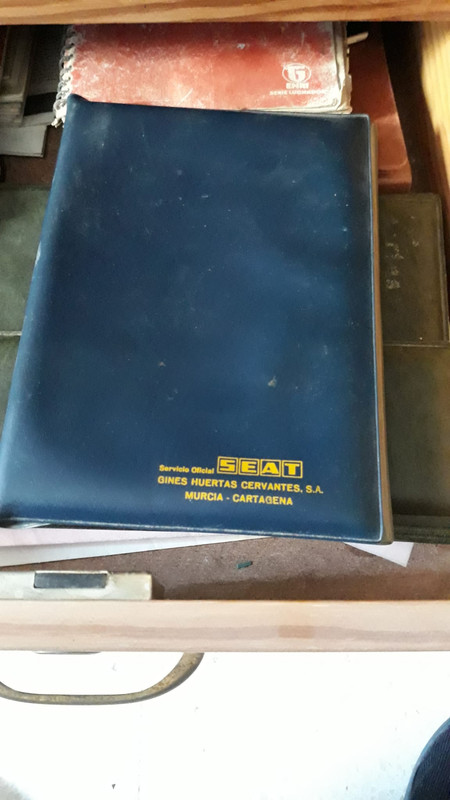 Servicio Oficial SEAT
GINES HUERTAS CERVANTES, S.A.
MURCIA - CARTAGENA